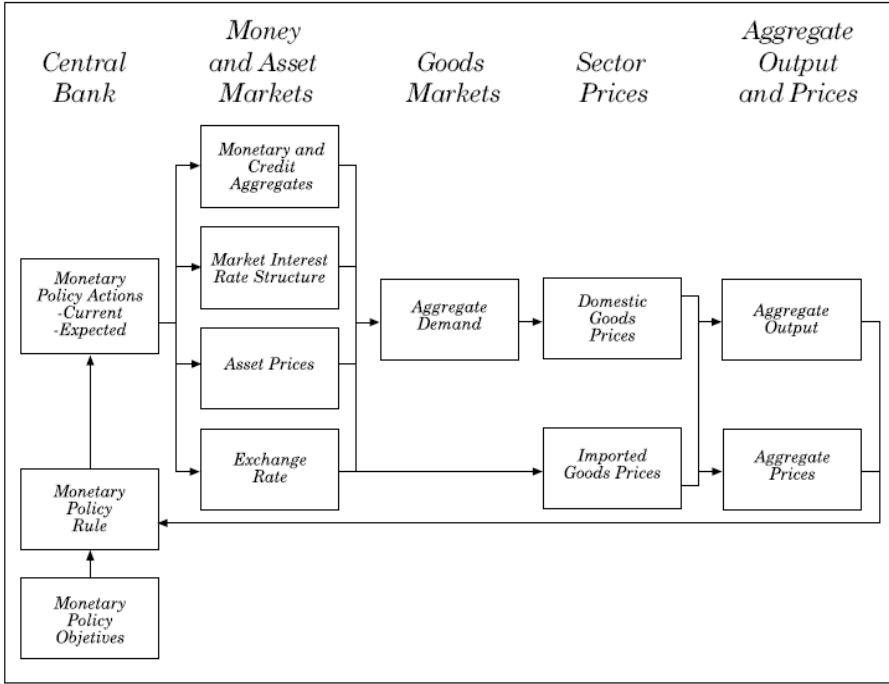 Central
Bank
Money
and Asset
Markets
Goods
Markets
Sector
Prices
Aggregate
Output
and Prices
Monetary and
Credit
Aggregates
Market Interest
Rate Structure
Asset Prices
Exchange
Rate
Monetary
Policy Actions
-Current
-Expected
Monetary
Policy
Rule
Monetary
Policy
Objetives
Aggregate
Demand
Domestic
Goods
Prices
Imported
Goods Prices
Aggregate
Output
Aggregate
Prices